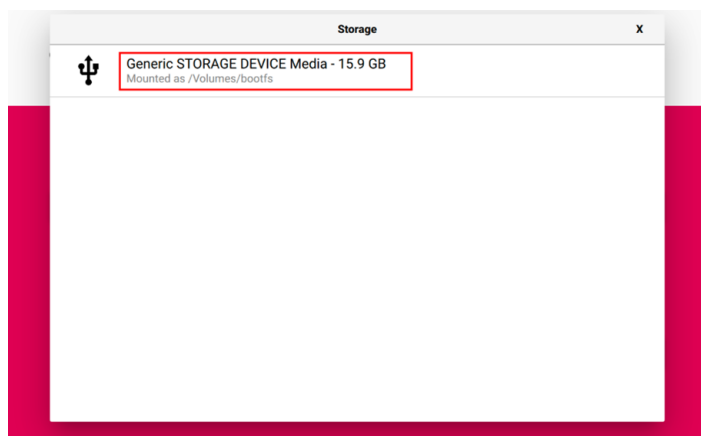 Storage
X
Generic STORAGE DEVICE Media - 15.9 GB
Mounted as /Volumes/bootfs